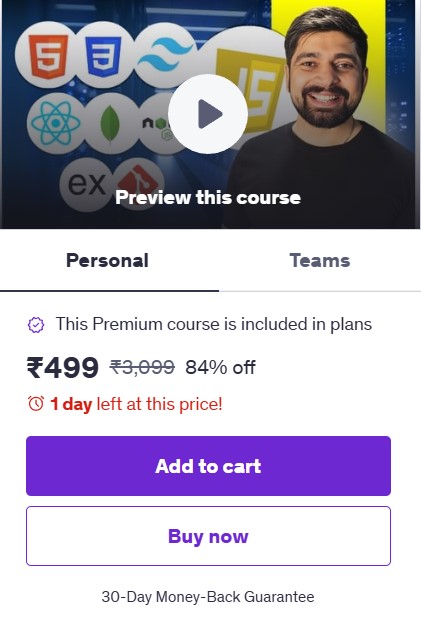 5
3
JS
ex
Preview this course
Personal
Teams
This Premium course is included in plans
₹499 ₹3,099 84% off
1 day left at this price!
Add to cart
Buy now
30-Day Money-Back Guarantee